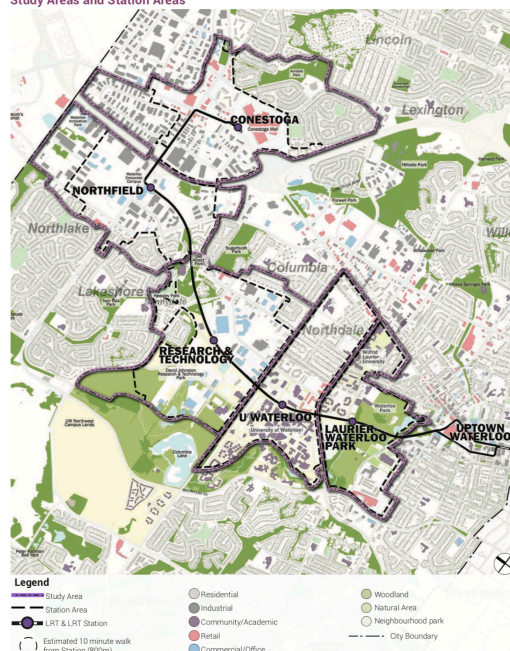 Study Areas and Station Areas
Lincoln
CONESTOGA
Conestoga Mall
Lexington
Hillside Park
NORTHFIELD
Northlake
Columbia
Lakeshore
Northdale
RESEARCH &
TECHNOLOGY
David Johnston
Research & Technology
Park
Wilfrid
Laurier
University
Waterloo
Park
U WATERLOO
University of Waterloo
LAURIER-
WATERLOO
PARK
UPTOWN
WATERLOO
UW Northwest
Campus Lands
Columbia
Lake
Legend
Study Area
Station Area
LRT & LRT Station
Estimated 10 minute walk
from Station (800m)
Residential
Industrial
Community/Academic
Retail
Commercial/Office
Woodland
Natural Area
Neighbourhood park
City Boundary